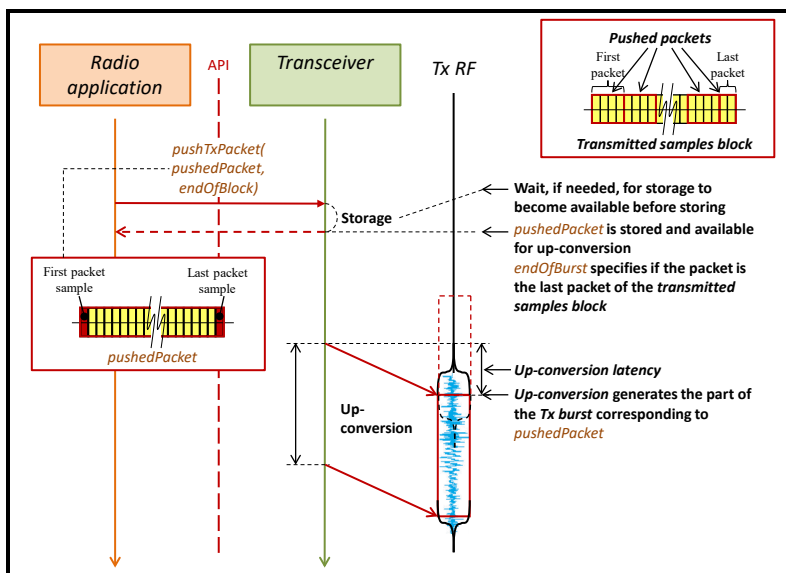 Radio
application
API
Transceiver
Tx RF
Pushed packets
First
packet
Last
packet
Transmitted samples block
pushTxPacket(
pushedPacket,
endOfBlock)
Storage
Wait, if needed, for storage to
become available before storing
pushedPacket is stored and available
for up-conversion
endOfBurst specifies if the packet is
the last packet of the transmitted
samples block
First packet
sample
Last packet
sample
pushedPacket
Up-
conversion
Up-conversion latency
Up-conversion generates the part
of the Tx burst corresponding to
pushedPacket